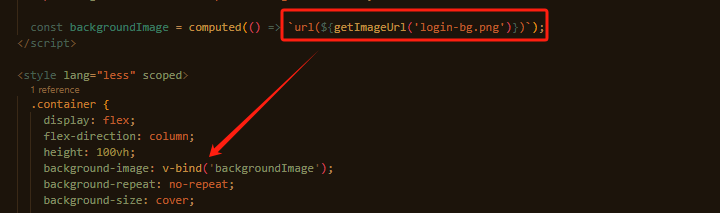 const backgroundImage = computed(() => `url(${getImageUrl('login-bg.png')})`);
</script>
<style lang="less" scoped>
1 reference
.container {
display: flex;
flex-direction: column;
height: 100vh;
background-image: v-bind('backgroundImage');
background-repeat: no-repeat;
background-size: cover;